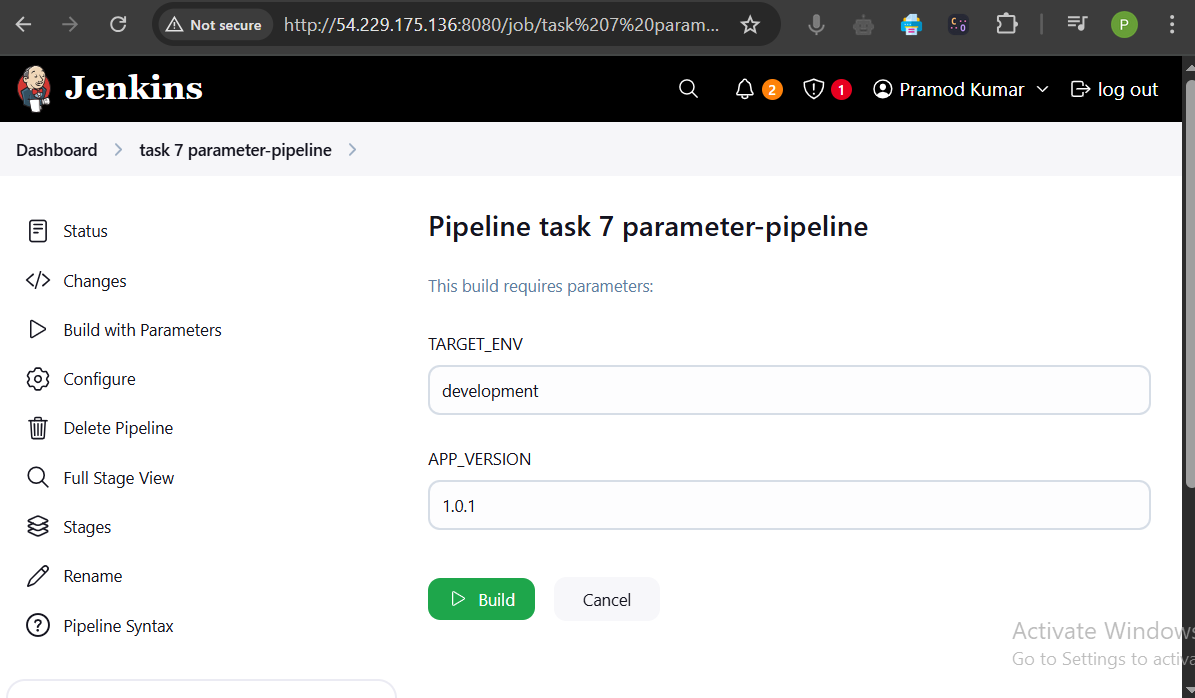 Not secure
http://54.229.175.136:8080/job/task%207%20param...
P
Jenkins
2
1
Pramod Kumar
log out
Dashboard
task 7 parameter-pipeline
Status
Changes
Build with Parameters
Configure
Delete Pipeline
Full Stage View
Stages
Rename
Pipeline Syntax
Pipeline task 7 parameter-pipeline
This build requires parameters:
TARGET_ENV
development
APP_VERSION
1.0.1
Build
Cancel
Activate Windows
Go to Settings to activa